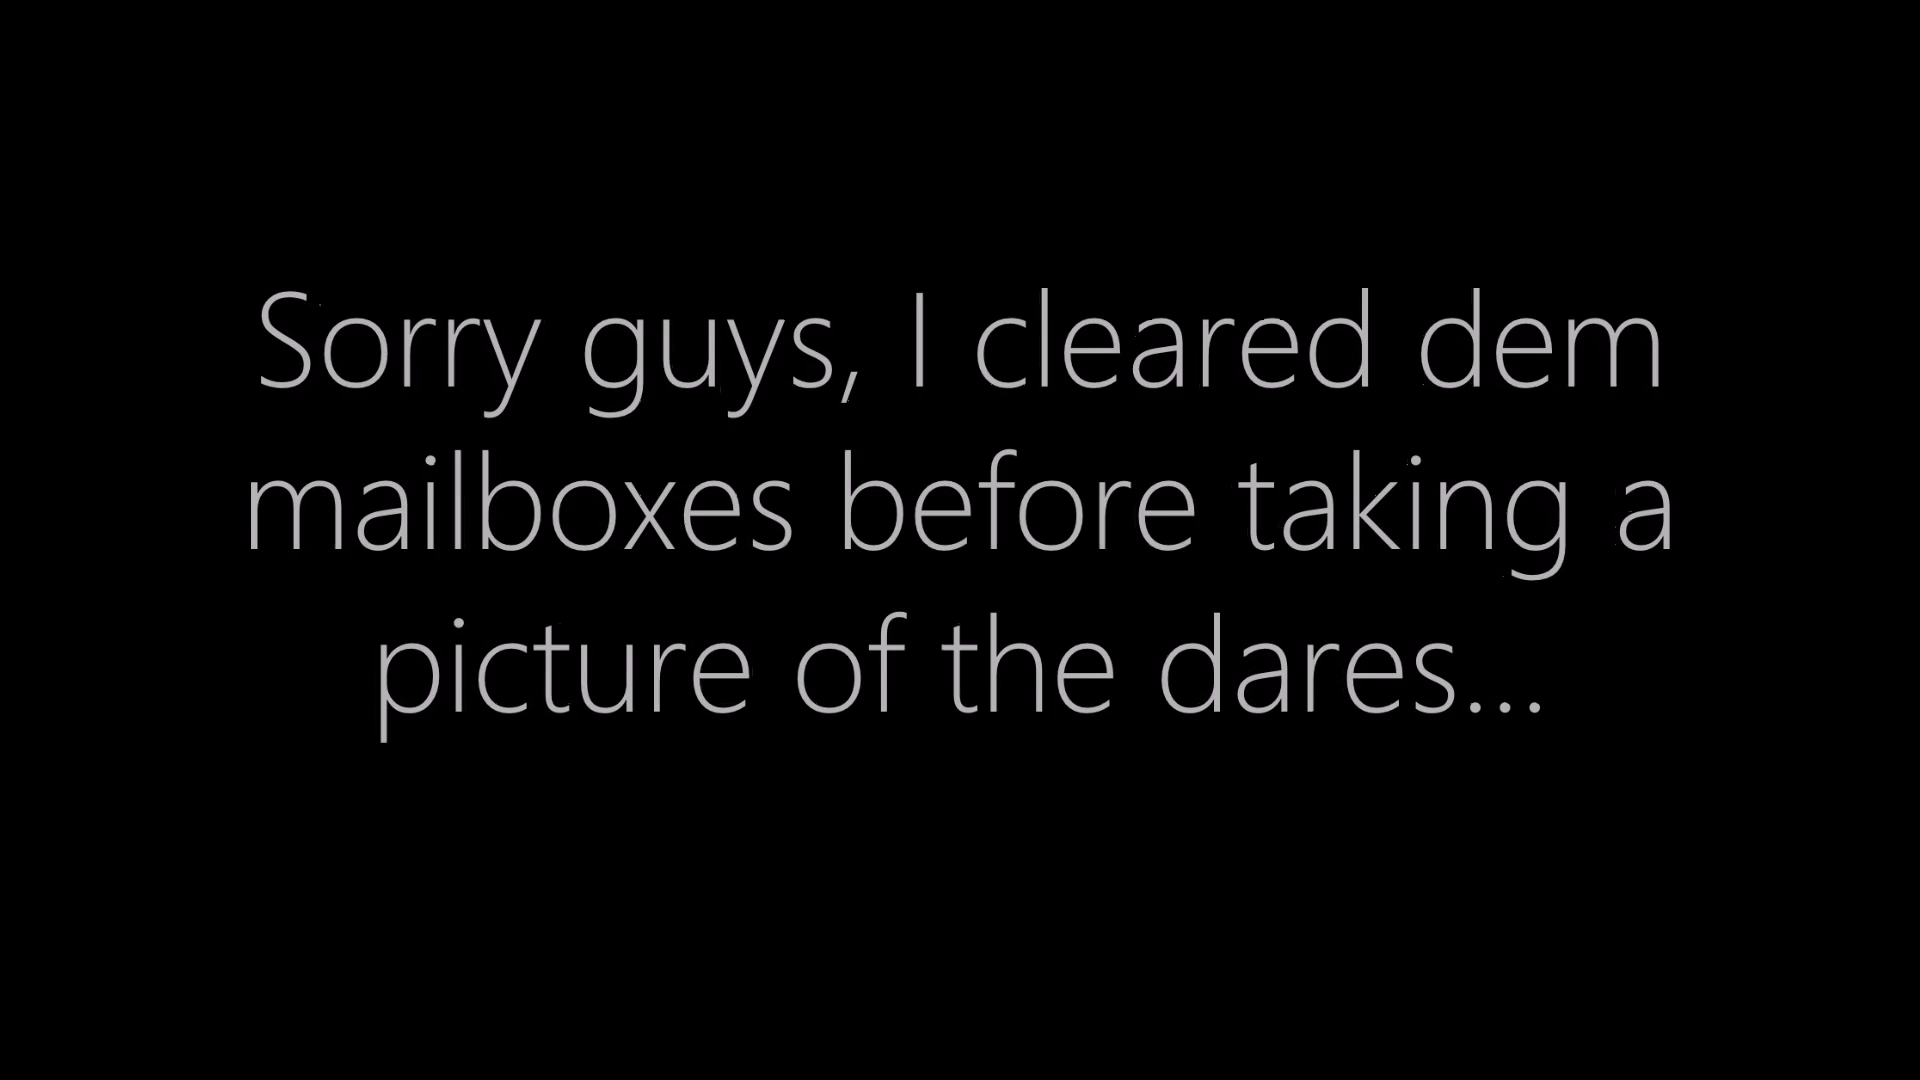 Sorry guys, I cleared dem
mailboxes before taking a
picture of the dares...